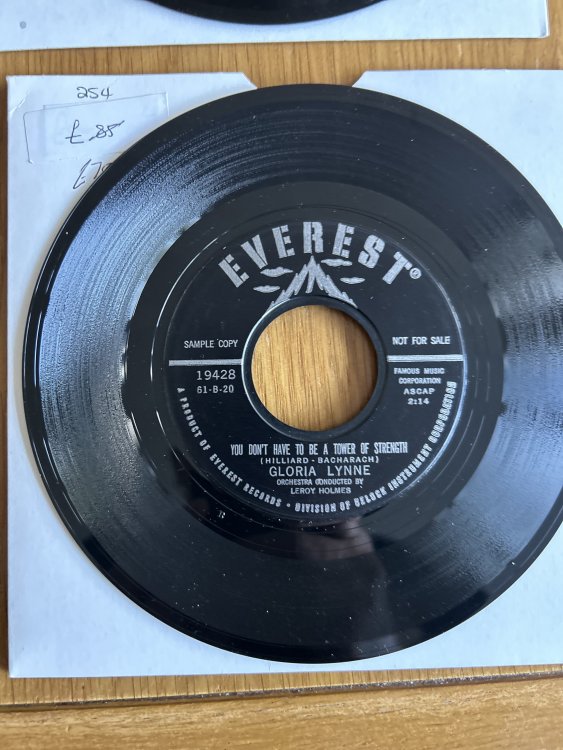 254
£85
EVEREST®
SAMPLE COPY
NOT FOR SALE
19428
61-B-20
FAMOUS MUSIC
CORPORATION
ASCAP
2:14
YOU DON'T HAVE TO BE A TOWER OF STRENGTH
(HILLIARD - BACHARACH)
GLORIA LYNNE
ORCHESTRA CONDUCTED BY
LEROY HOLMES
A PRODUCT OF EVEREST RECORDS • DIVISION OF BELOCK INSTRUMENT CORPORATION